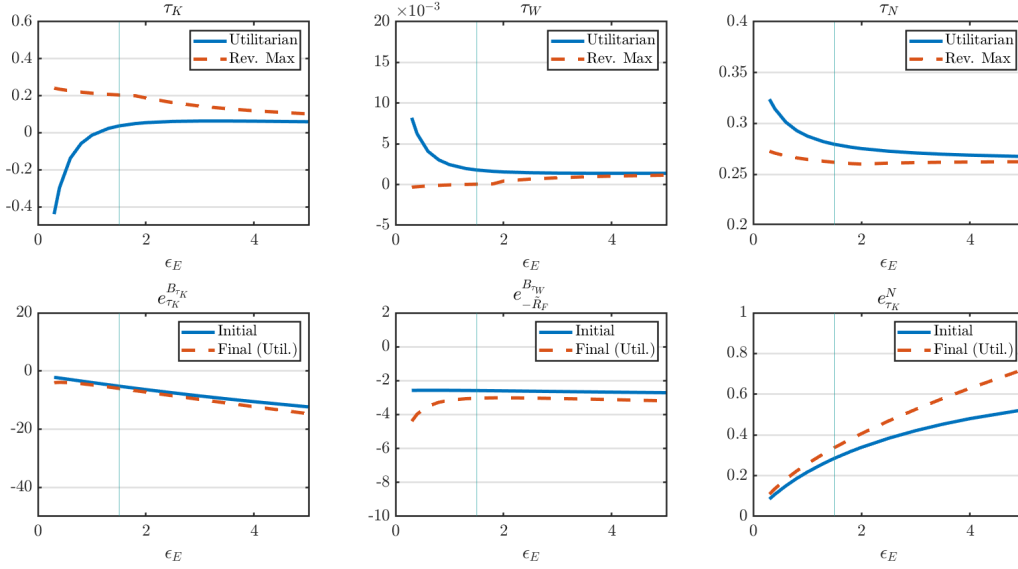 τ_K
0.6
0.4
0.2
0
-0.2
-0.4
0 2 4
ϵ_E
Utilitarian
Rev. Max
τ_W
×10^{-3}
20
15
10
5
0
-5
0 2 4
ϵ_E
Utilitarian
Rev. Max
τ_N
0.4
0.35
0.3
0.25
0.2
0 2 4
ϵ_E
Utilitarian
Rev. Max
e_{τ_K}^{B_{τ_K}}
20
0
-20
-40
0 2 4
ϵ_E
Initial
Final (Util.)
e_{-\tilde{R}_F}^{B_{τ_W}}
2
0
-2
-4
-6
-8
-10
0 2 4
ϵ_E
Initial
Final (Util.)
e_{τ_K}^{N}
1
0.8
0.6
0.4
0.2
0
0 2 4
ϵ_E
Initial
Final (Util.)